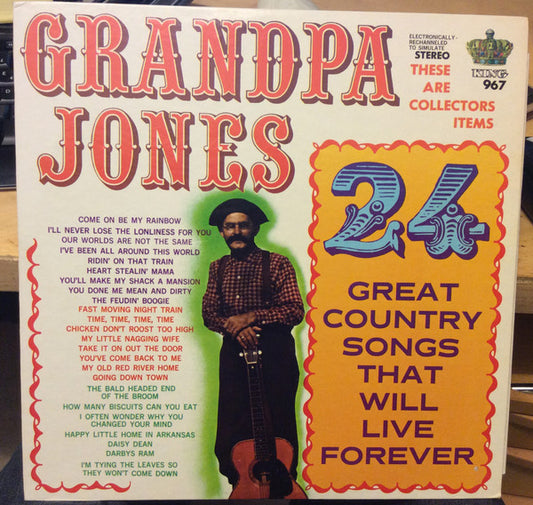 GRANDPA
JONES
ELECTRONICALLY-
RECHANNELED
TO SIMULATE
STEREO
KING
967
THESE
ARE
COLLECTORS
ITEMS
COME ON BE MY RAINBOW
I'LL NEVER LOSE THE LONLINESS FOR YOU
OUR WORLDS ARE NOT THE SAME
I'VE BEEN ALL AROUND THIS WORLD
RIDIN' ON THAT TRAIN
HEART STEALIN' MAMA
YOU'LL MAKE MY SHACK A MANSION
YOU DONE ME MEAN AND DIRTY
THE FEUDIN' BOOGIE
FAST MOVING NIGHT TRAIN
TIME, TIME, TIME, TIME
CHICKEN DON'T ROOST TOO HIGH
MY LITTLE NAGGING WIFE
TAKE IT ON OUT THE DOOR
YOU'VE COME BACK TO ME
MY OLD RED RIVER HOME
GOING DOWN TOWN
THE BALD HEADED END
OF THE BROOM
HOW MANY BISCUITS CAN YOU EAT
I OFTEN WONDER WHY YOU
CHANGED YOUR MIND
HAPPY LITTLE HOME IN ARKANSAS
DAISY DEAN
DARBYS RAM
I'M TYING THE LEAVES SO
THEY WON'T COME DOWN
24
GREAT
COUNTRY
SONGS
THAT
WILL
LIVE
FOREVER